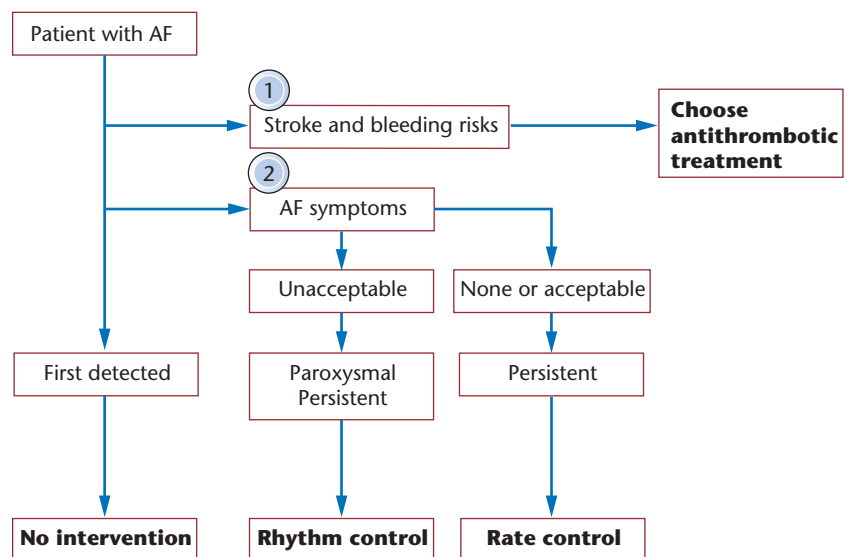 Patient with AF
1
Stroke and bleeding risks
Choose
antithrombotic
treatment
2
AF symptoms
Unacceptable
None or acceptable
First detected
Paroxysmal
Persistent
Persistent
No intervention
Rhythm control
Rate control